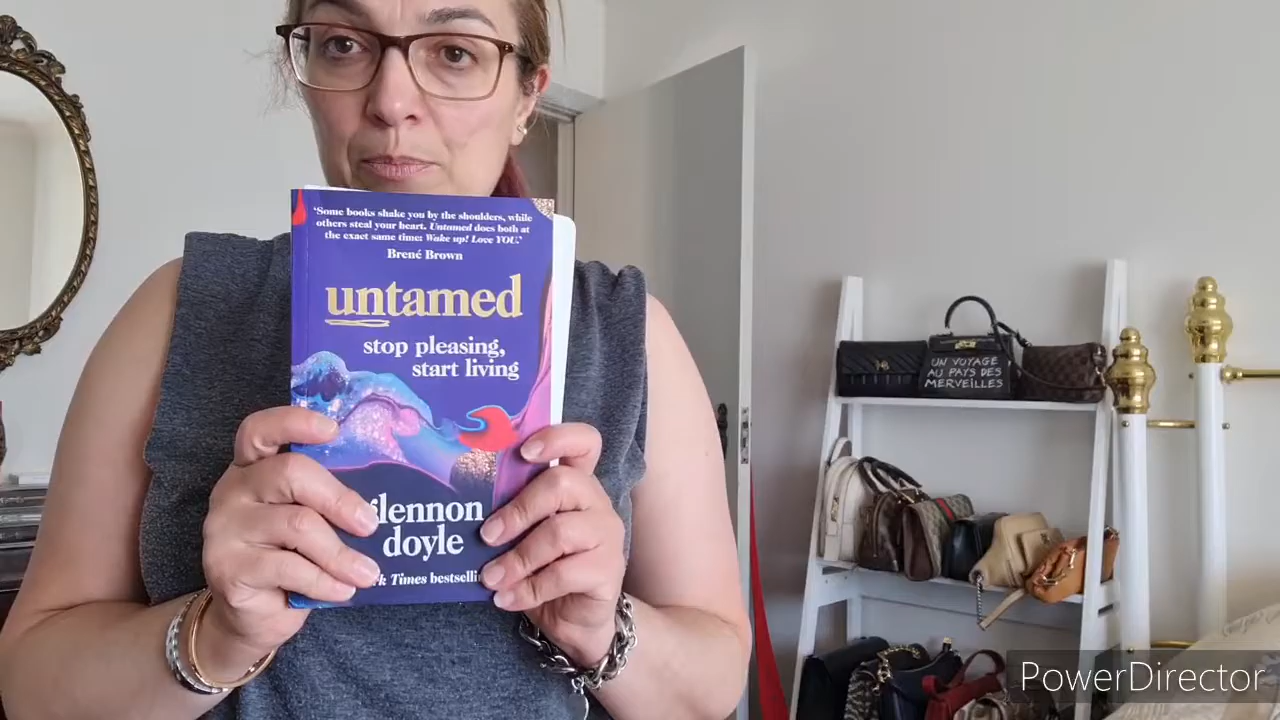 'Some books shake you by the shoulders, while
others steal your heart. Untamed does both at
the exact same time: Wake up! Love YOU.'
Brené Brown
untamed
stop pleasing,
start living
glennon
doyle
Times bestselli
UN VOYAGE
AU PAYS DES
MERVEILLES
PowerDirector